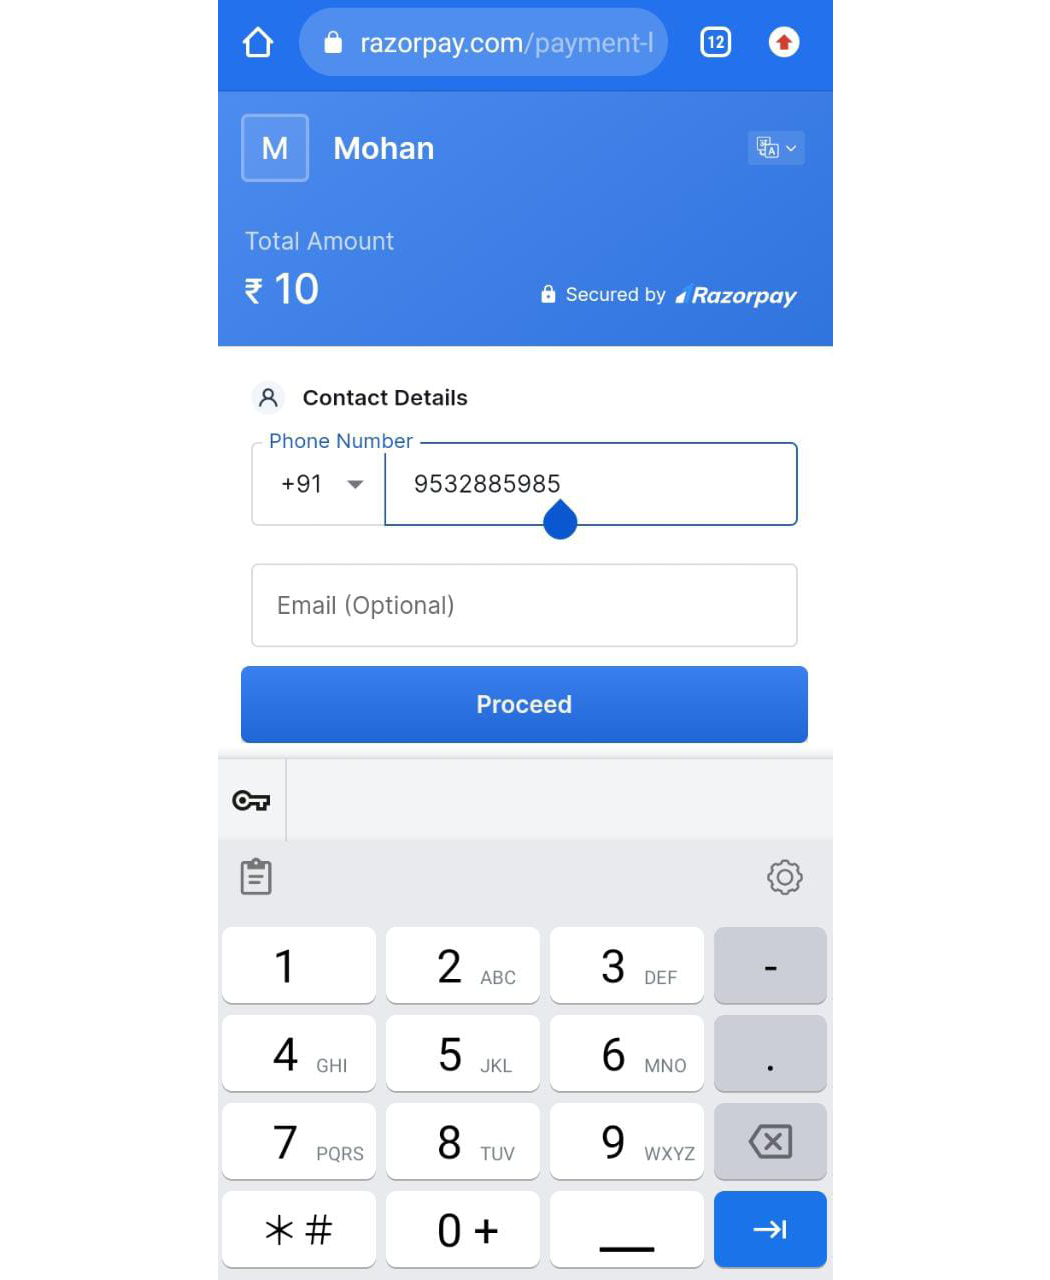 razorpay.com/payment-l 12
M Mohan
Total Amount
₹ 10 Secured by Razorpay
Contact Details
Phone Number
+91 9532885985
Email (Optional)
Proceed
1 2 ABC 3 DEF -
4 GHI 5 JKL 6 MNO .
7 PQRS 8 TUV 9 WXYZ
*# 0 +